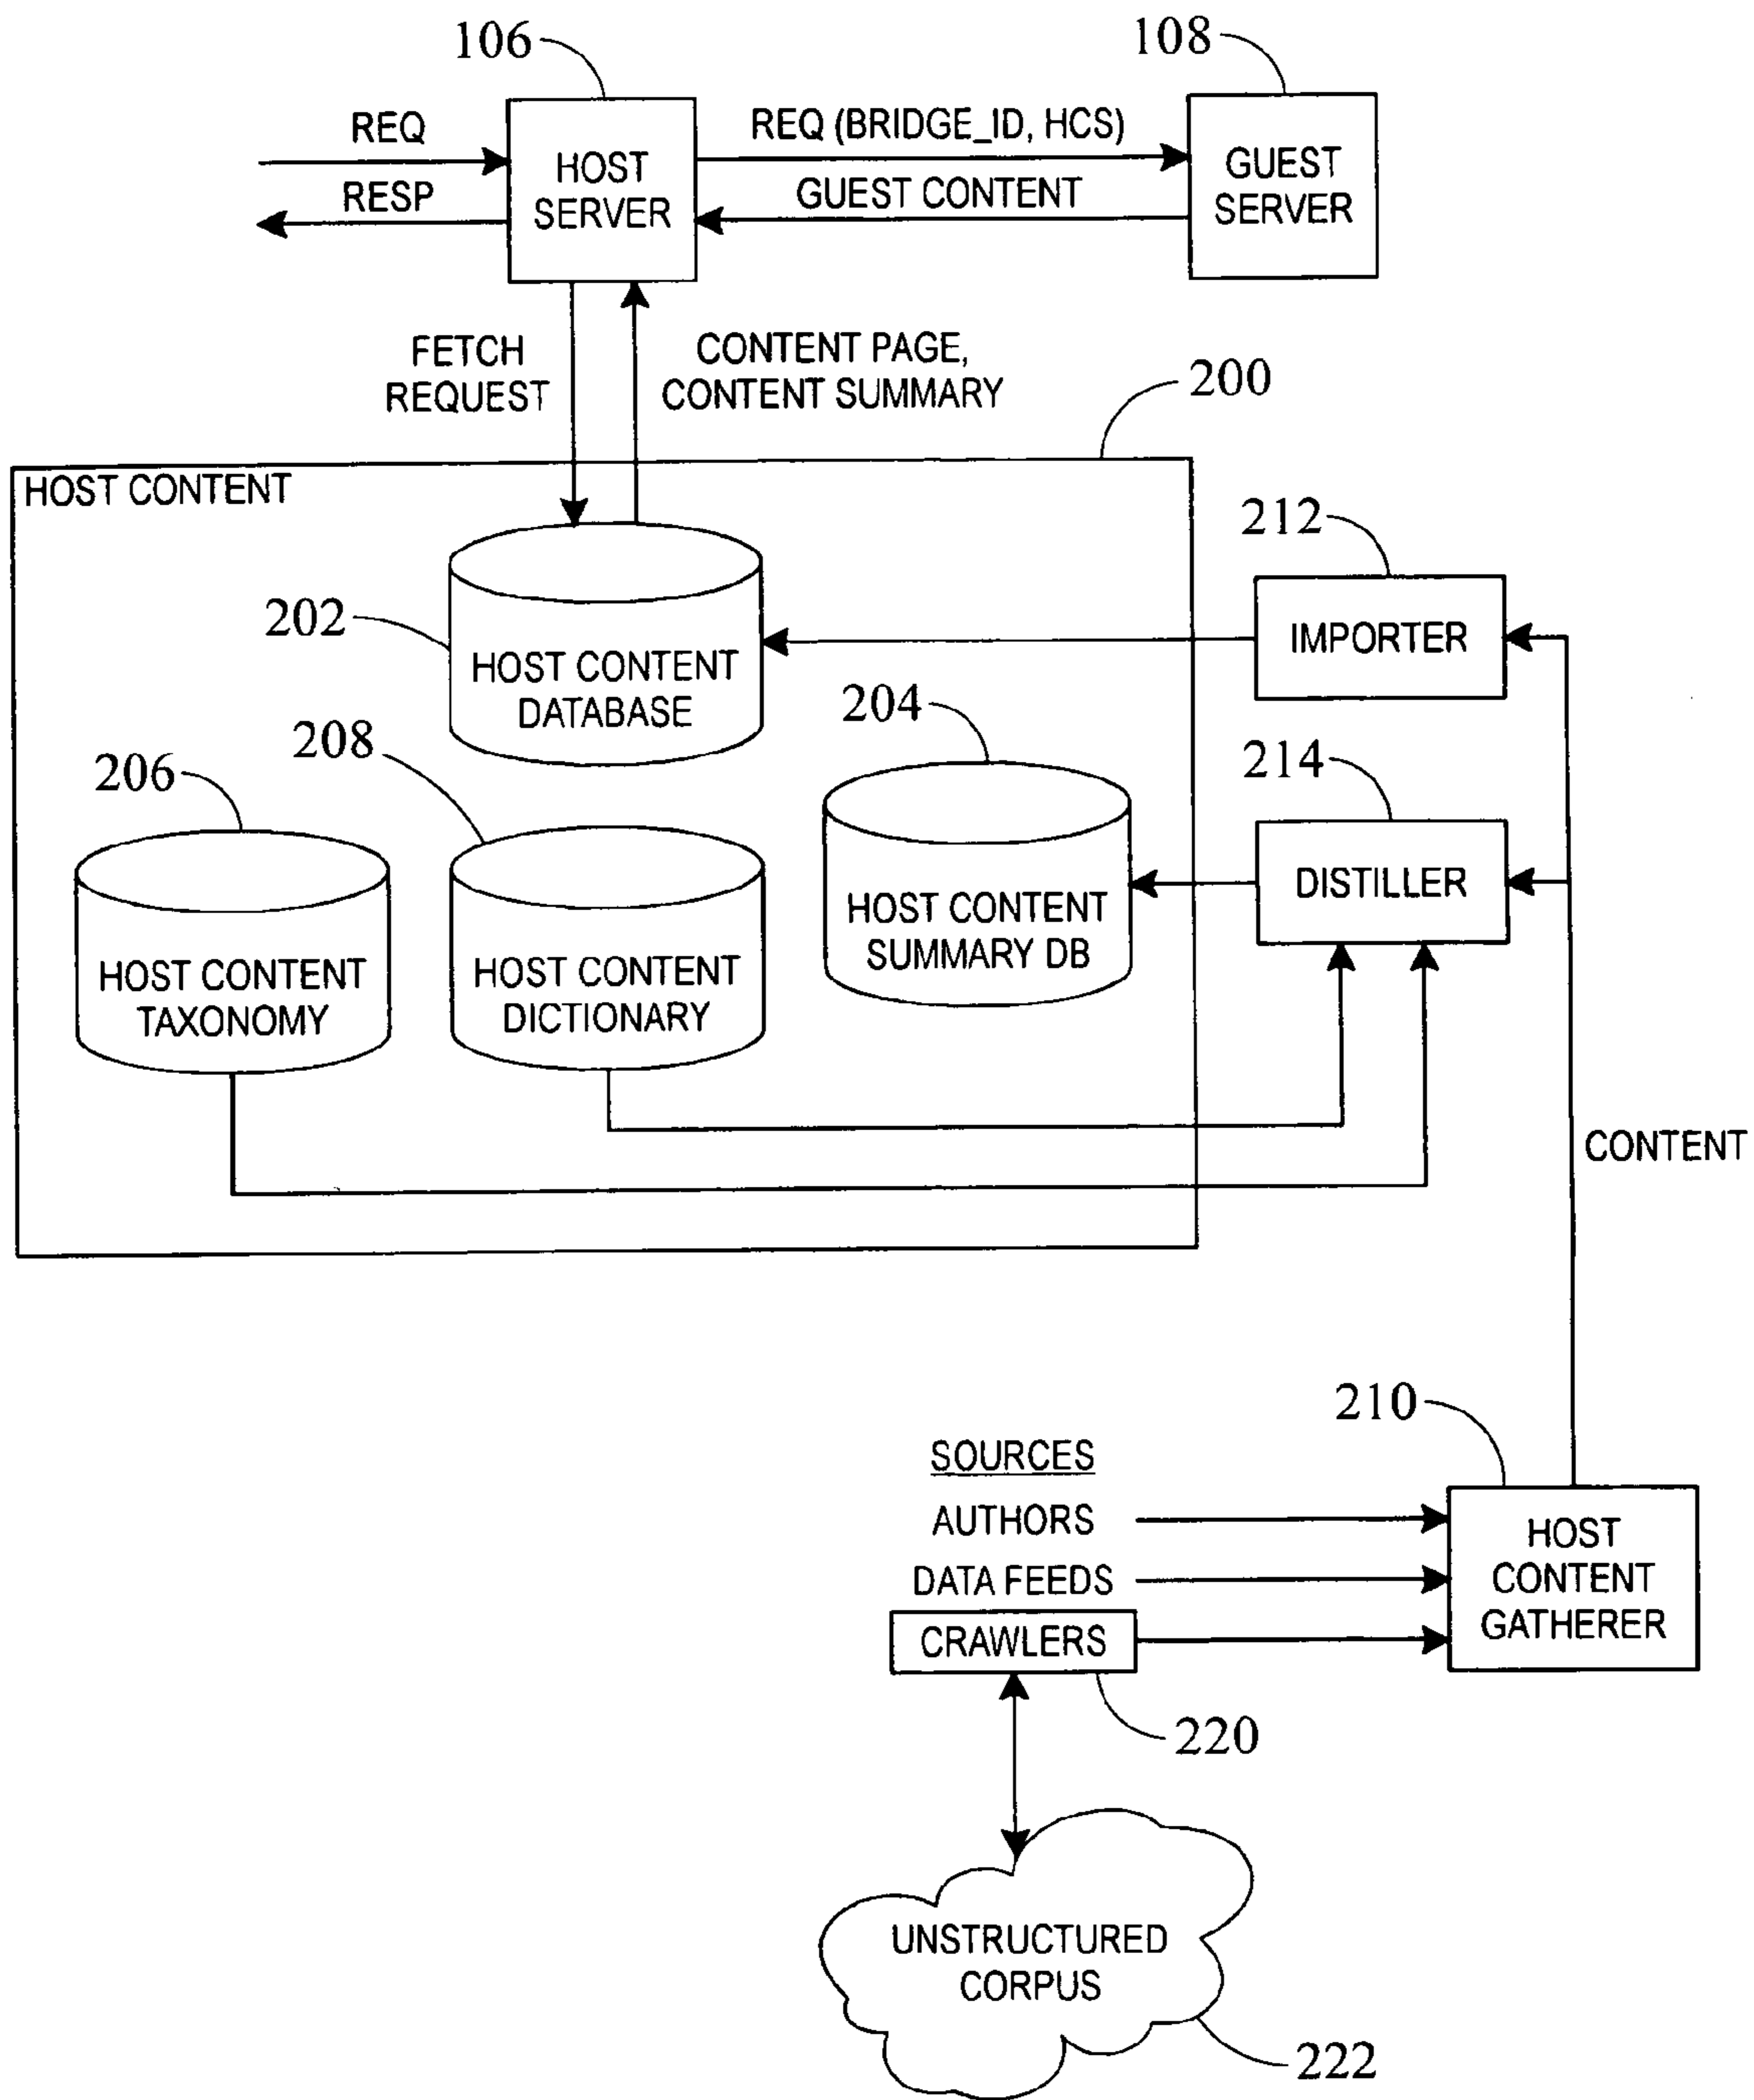 106
108
REQ
REQ (BRIDGE_ID, HCS)
HOST
SERVER
GUEST
SERVER
RESP
GUEST CONTENT
FETCH
REQUEST
CONTENT PAGE,
CONTENT SUMMARY
200
HOST CONTENT
212
202
HOST CONTENT
DATABASE
IMPORTER
204
208
206
214
HOST CONTENT
TAXONOMY
HOST CONTENT
DICTIONARY
HOST CONTENT
SUMMARY DB
DISTILLER
CONTENT
210
SOURCES
AUTHORS
DATA FEEDS
CRAWLERS
HOST
CONTENT
GATHERER
220
UNSTRUCTURED
CORPUS
222